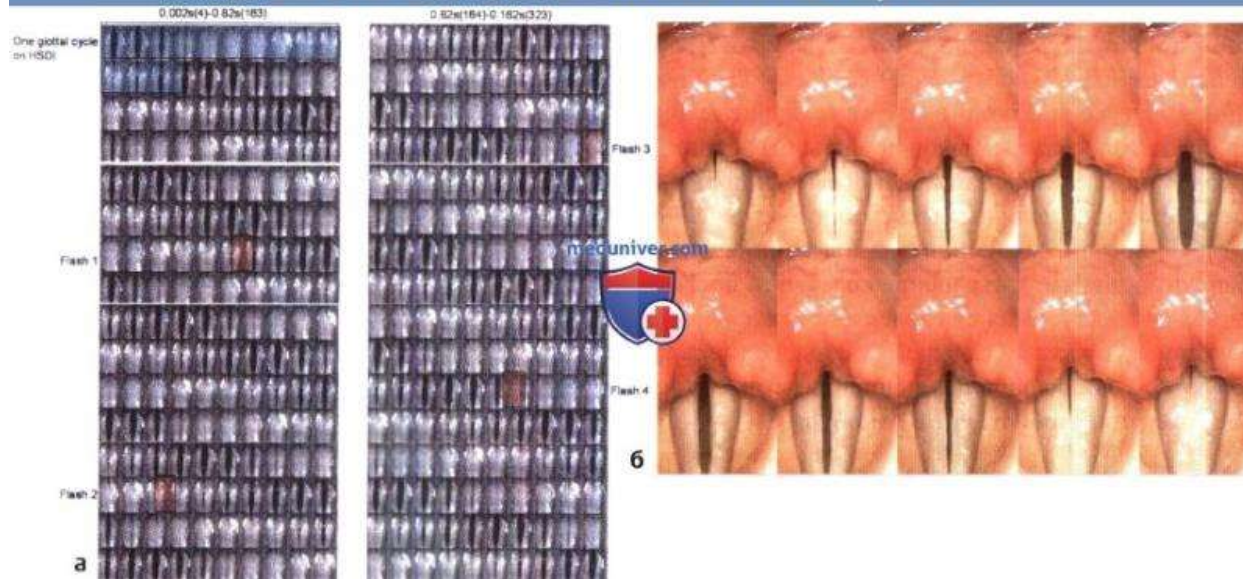 0.002s(4)-0.82s(163)
0.82s(164)-0.162s(323)
One glottal cycle
on HSDI
Flash 3
Flash 1
meduniver.com
Flash 4
б
Flash 2
а